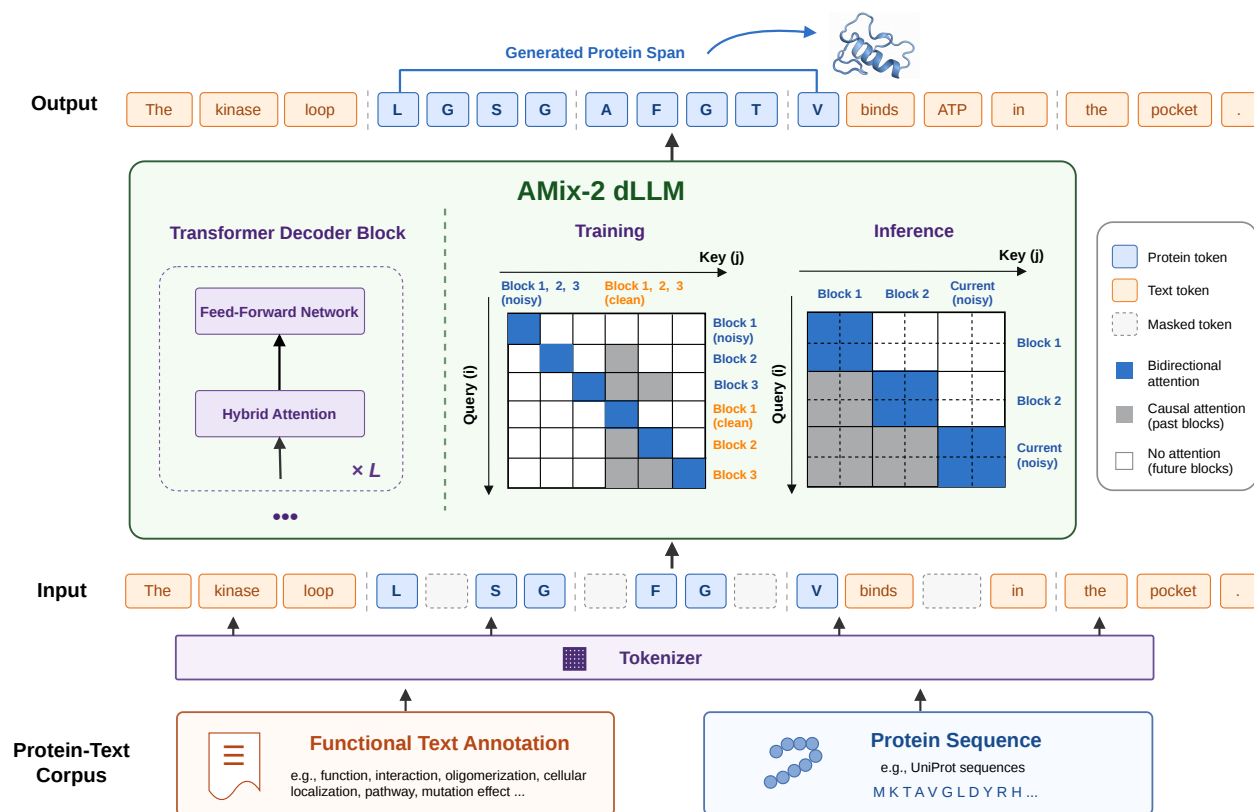 Generated Protein Span
Output
The kinase loop L G S G A F G T V binds ATP in the pocket .
AMix-2 dLLM
Transformer Decoder Block
Feed-Forward Network
Hybrid Attention
× L
•••
Training
Key (j)
Block 1, 2, 3
(noisy)
Block 1, 2, 3
(clean)
Query (i)
Block 1
(noisy)
Block 2
Block 3
Block 1
(clean)
Block 2
Block 3
Inference
Key (j)
Block 1
Block 2
Current
(noisy)
Query (i)
Block 1
Block 2
Current
(noisy)
Protein token
Text token
Masked token
Bidirectional
attention
Causal attention
(past blocks)
No attention
(future blocks)
Input
The kinase loop L S G F G V binds in the pocket .
Tokenizer
Protein-Text
Corpus
Functional Text Annotation
e.g., function, interaction, oligomerization, cellular
localization, pathway, mutation effect ...
Protein Sequence
e.g., UniProt sequences
M K T A V G L D Y R H ...